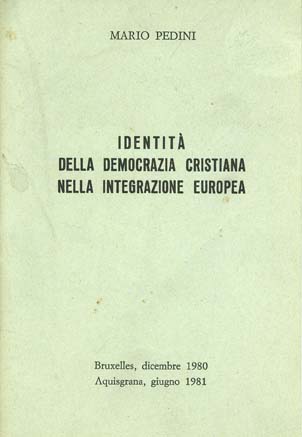 MARIO PEDINI
IDENTITÀ
DELLA DEMOCRAZIA CRISTIANA
NELLA INTEGRAZIONE EUROPEA
Bruxelles, dicembre 1980
Aquisgrana, giugno 1981